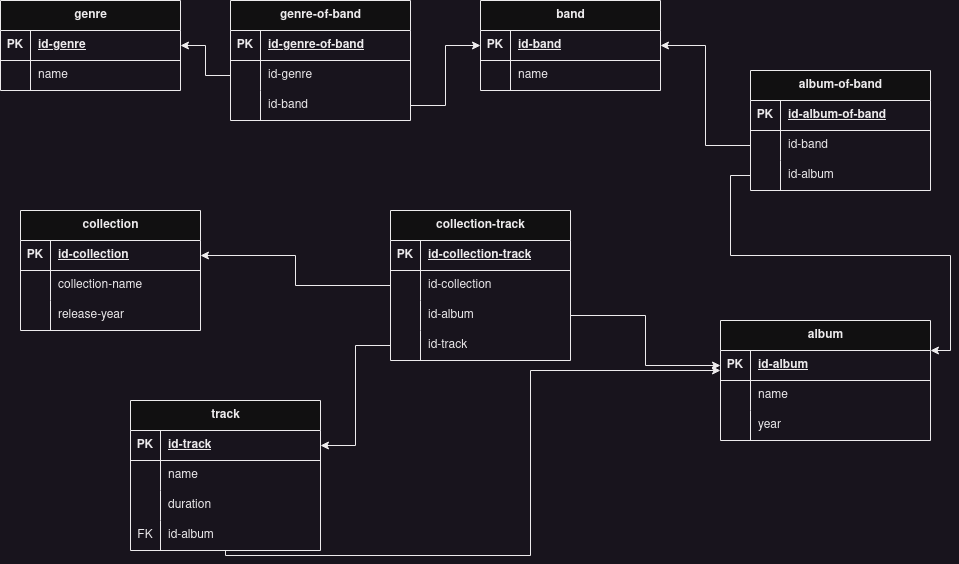 genre
PK id-genre
name
genre-of-band
PK id-genre-of-band
id-genre
id-band
band
PK id-band
name
album-of-band
PK id-album-of-band
id-band
id-album
collection
PK id-collection
collection-name
release-year
collection-track
PK id-collection-track
id-collection
id-album
id-track
album
PK id-album
name
year
track
PK id-track
name
duration
FK id-album